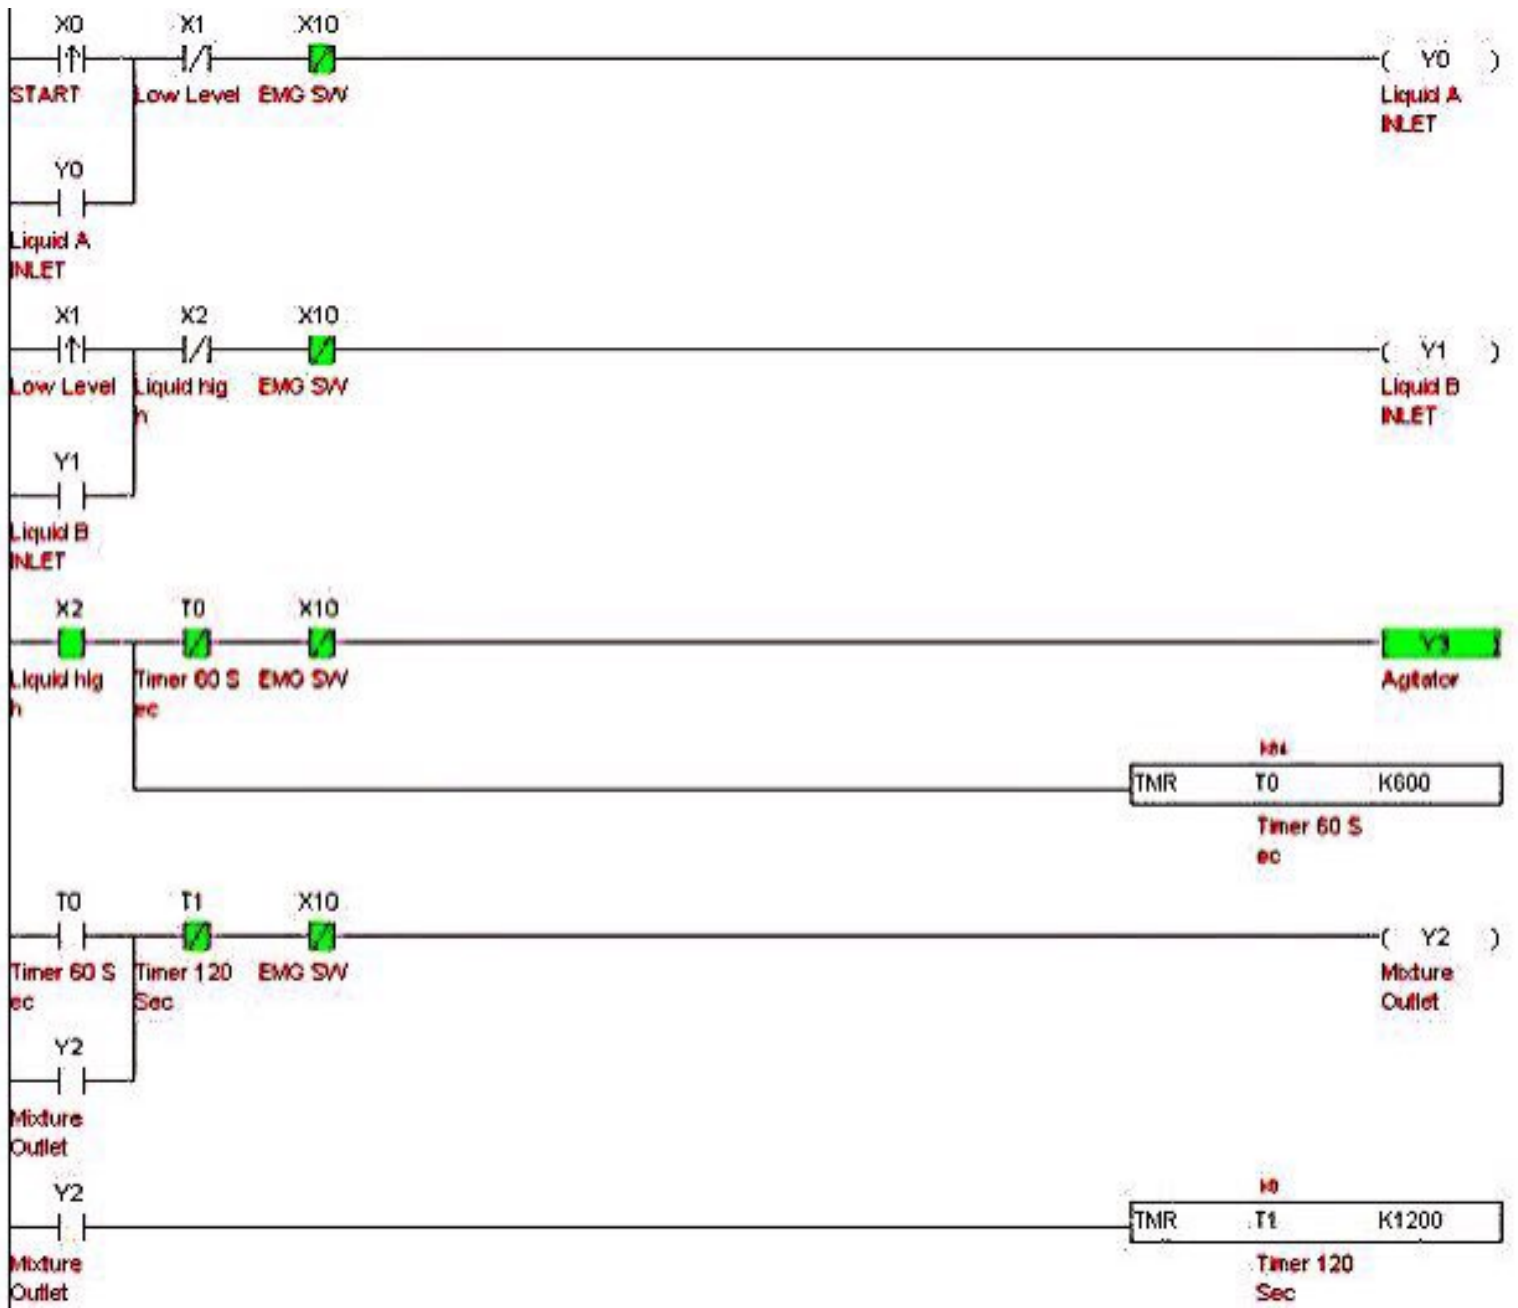 X0 X1 X10
( Y0 )
START Low Level EMG SW Liquid A
INLET
Y0
Liquid A
INLET
X1 X2 X10
( Y1 )
Low Level Liquid hig EMG SW Liquid B
h INLET
Y1
Liquid B
INLET
X2 T0 X10
Y3
Liquid hig Timer 60 S EMG SW Agitator
h ec
TMR T0 K600
Timer 60 S
ec
T0 T1 X10
( Y2 )
Timer 60 S Timer 120 EMG SW Mixture
ec Sec Outlet
Y2
Mixture
Outlet
Y2
TMR T1 K1200
Mixture Timer 120
Outlet Sec